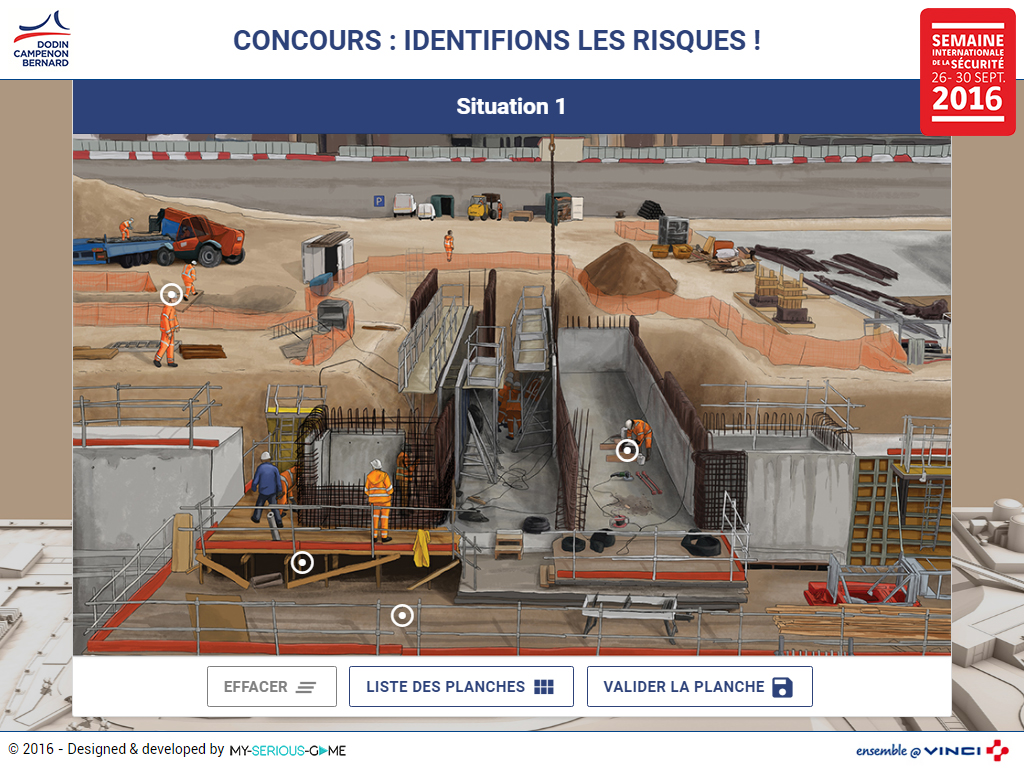 DODIN
CAMPENON
BERNARD
CONCOURS : IDENTIFIONS LES RISQUES !
SEMAINE
INTERNATIONALE
DE LA SÉCURITÉ
26- 30 SEPT.
2016
Situation 1
P
EFFACER
LISTE DES PLANCHES
VALIDER LA PLANCHE
© 2016 - Designed & developed by MY-SERIOUS-GAME
ensemble @ VINCI